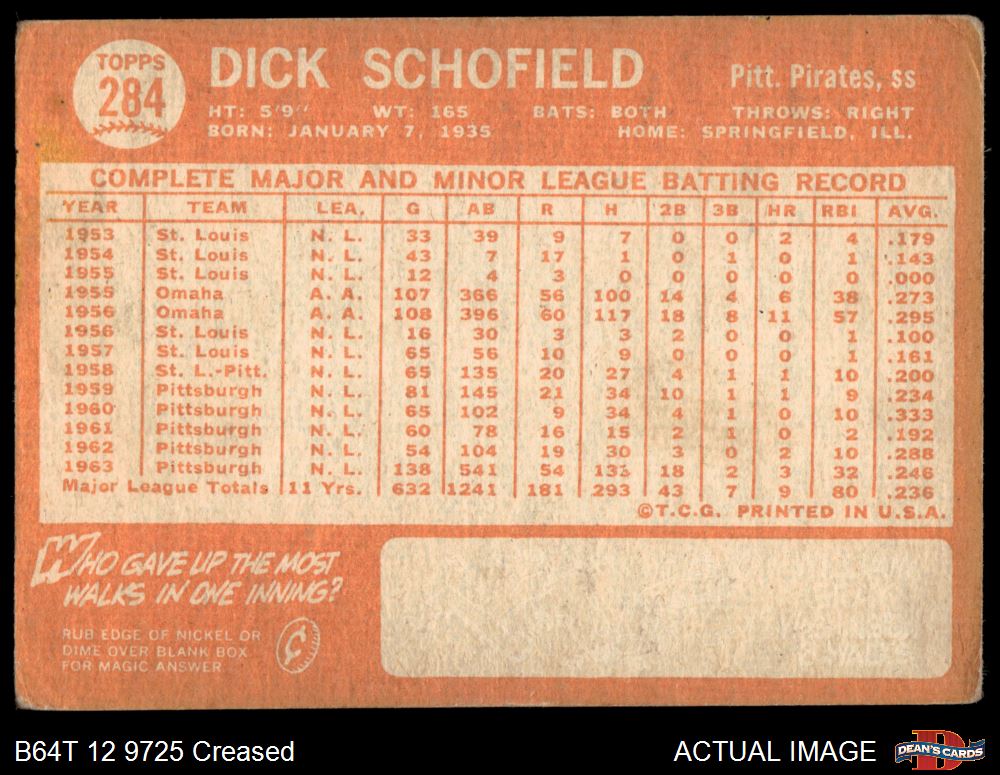 TOPPS
284
DICK SCHOFIELD Pitt. Pirates, ss
HT: 5'9" WT: 165 BATS: BOTH THROWS: RIGHT
BORN: JANUARY 7, 1935 HOME: SPRINGFIELD, ILL.
COMPLETE MAJOR AND MINOR LEAGUE BATTING RECORD
YEAR TEAM LEA. G AB R H 2B 3B HR RBI AVG.
1953 St. Louis N. L. 33 39 9 7 0 0 2 4 .179
1954 St. Louis N. L. 43 7 17 1 0 1 0 1 .143
1955 St. Louis N. L. 12 4 3 0 0 0 0 0 .000
1955 Omaha A. A. 107 366 56 100 14 4 6 38 .273
1956 Omaha A. A. 108 396 60 117 18 8 11 57 .295
1956 St. Louis N. L. 16 30 3 3 2 0 0 1 .100
1957 St. Louis N. L. 65 56 10 9 0 0 0 1 .161
1958 St. L.-Pitt. N. L. 65 135 20 27 4 1 1 10 .200
1959 Pittsburgh N. L. 81 145 21 34 10 1 1 9 .234
1960 Pittsburgh N. L. 65 102 9 34 4 1 0 10 .333
1961 Pittsburgh N. L. 60 78 16 15 2 1 0 2 .192
1962 Pittsburgh N. L. 54 104 19 30 3 0 2 10 .288
1963 Pittsburgh N. L. 138 541 54 133 18 2 3 32 .246
Major League Totals 11 Yrs. 632 1241 181 293 43 7 9 80 .236
©T.C.G. PRINTED IN U.S.A.
WHO GAVE UP THE MOST
WALKS IN ONE INNING?
RUB EDGE OF NICKEL OR
DIME OVER BLANK BOX
FOR MAGIC ANSWER
¢
B64T 12 9725 Creased ACTUAL IMAGE
D
DEAN'S CARDS